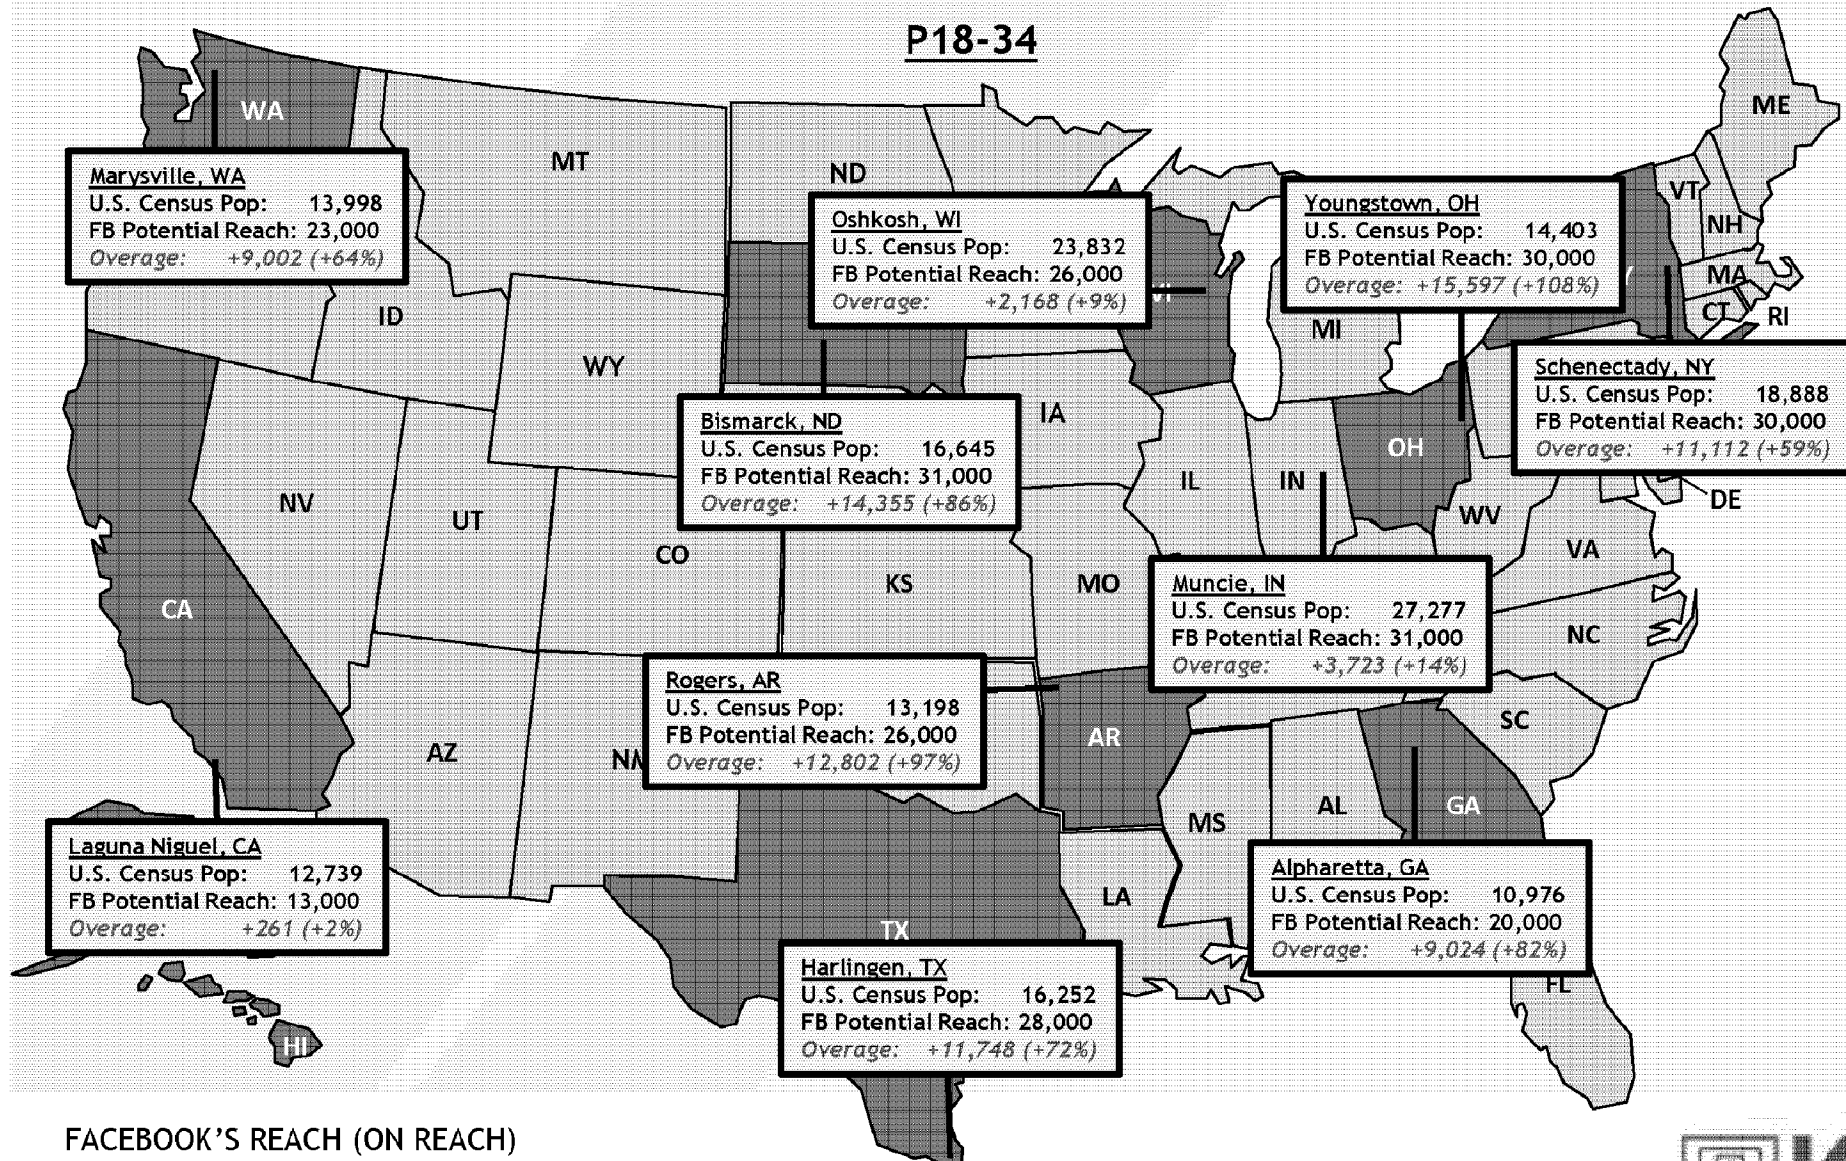 P18-34
WA
MT
ND
ME
VT
NH
MA
CT
RI
Marysville, WA
U.S. Census Pop: 13,998
FB Potential Reach: 23,000
Overage: +9,002 (+64%)
Oshkosh, WI
U.S. Census Pop: 23,832
FB Potential Reach: 26,000
Overage: +2,168 (+9%)
Youngstown, OH
U.S. Census Pop: 14,403
FB Potential Reach: 30,000
Overage: +15,597 (+108%)
ID
WY
MI
IA
Schenectady, NY
U.S. Census Pop: 18,888
FB Potential Reach: 30,000
Overage: +11,112 (+59%)
Bismarck, ND
U.S. Census Pop: 16,645
FB Potential Reach: 31,000
Overage: +14,355 (+86%)
OH
IL
IN
NV
UT
DE
WV
VA
CO
KS
MO
CA
NC
Muncie, IN
U.S. Census Pop: 27,277
FB Potential Reach: 31,000
Overage: +3,723 (+14%)
Rogers, AR
U.S. Census Pop: 13,198
FB Potential Reach: 26,000
Overage: +12,802 (+97%)
SC
AZ
NM
AR
AL
GA
MS
LA
Laguna Niguel, CA
U.S. Census Pop: 12,739
FB Potential Reach: 13,000
Overage: +261 (+2%)
Alpharetta, GA
U.S. Census Pop: 10,976
FB Potential Reach: 20,000
Overage: +9,024 (+82%)
TX
Harlingen, TX
U.S. Census Pop: 16,252
FB Potential Reach: 28,000
Overage: +11,748 (+72%)
FL
HI
FACEBOOK'S REACH (ON REACH)